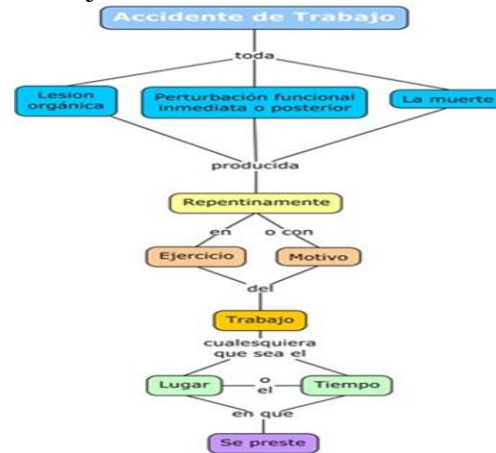 Accidente de Trabajo
toda
Lesion
orgánica
Perturbación funcional
inmediata o posterior
La muerte
producida
Repentinamente
en
o con
Ejercicio
Motivo
del
Trabajo
cualesquiera
que sea el
Lugar
o
el
Tiempo
en que
Se preste